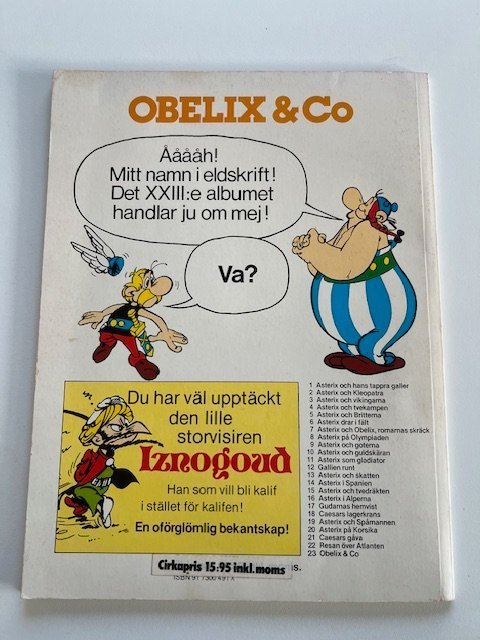 OBELIX & Co
Åååh!
Mitt namn i eldskrift!
Det XXIII:e albumet
handlar ju om mej!
Va?
Du har väl upptäckt
den lille
storvisiren
Iznogoud
Han som vill bli kalif
i stället för kalifen!
En oförglömlig bekantskap!
1 Asterix och hans tappra galler
2 Asterix och Kleopatra
3 Asterix och vikingarna
4 Asterix och tvekampen
5 Asterix och Britterna
6 Asterix drar i fält
7 Asterix och Obelix, romarnas skräck
8 Asterix på Olympiaden
9 Asterix och goterna
10 Asterix och guldskäran
11 Asterix som gladiator
12 Gallien runt
13 Asterix och skatten
14 Asterix i Spanien
15 Asterix och tvedräkten
16 Asterix i Alperna
17 Gudarnas hemvist
18 Caesars lagerkrans
19 Asterix och Spåmannen
20 Asterix på Korsika
21 Caesars gåva
22 Resan över Atlanten
23 Obelix & Co
Cirkapris 15:95 inkl. moms